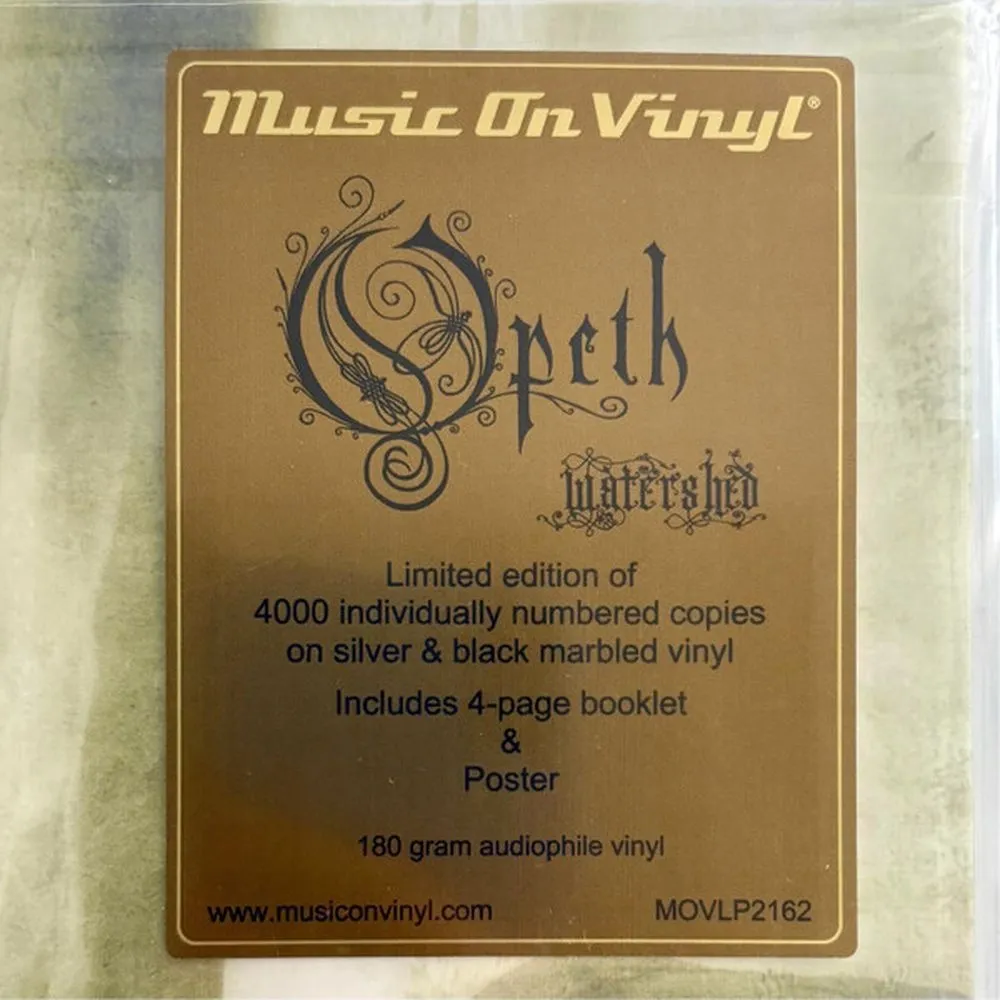 Music On Vinyl®
Opeth
watershed
Limited edition of
4000 individually numbered copies
on silver & black marbled vinyl
Includes 4-page booklet
&
Poster
180 gram audiophile vinyl
www.musiconvinyl.com MOVLP2162